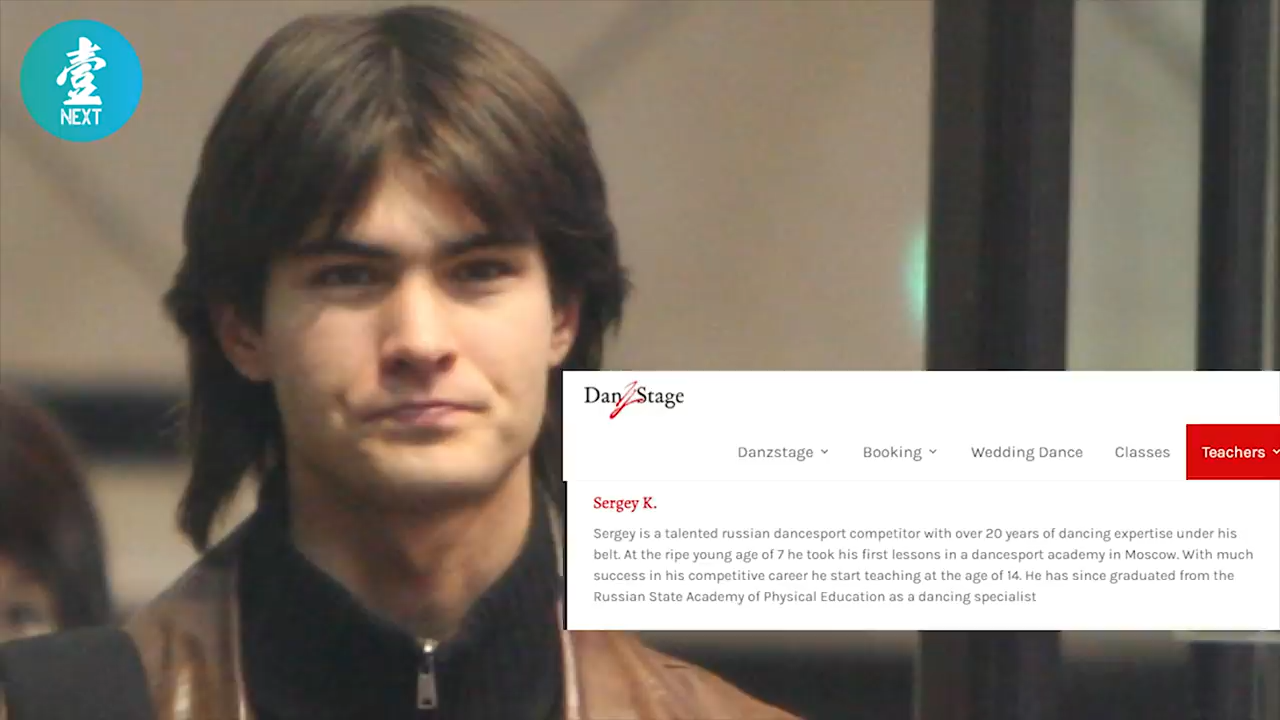 壹
NEXT
DanzStage
Danzstage Booking Wedding Dance Classes Teachers
Sergey K.
Sergey is a talented russian dancesport competitor with over 20 years of dancing expertise under his
belt. At the ripe young age of 7 he took his first lessons in a dancesport academy in Moscow. With much
success in his competitive career he start teaching at the age of 14. He has since graduated from the
Russian State Academy of Physical Education as a dancing specialist